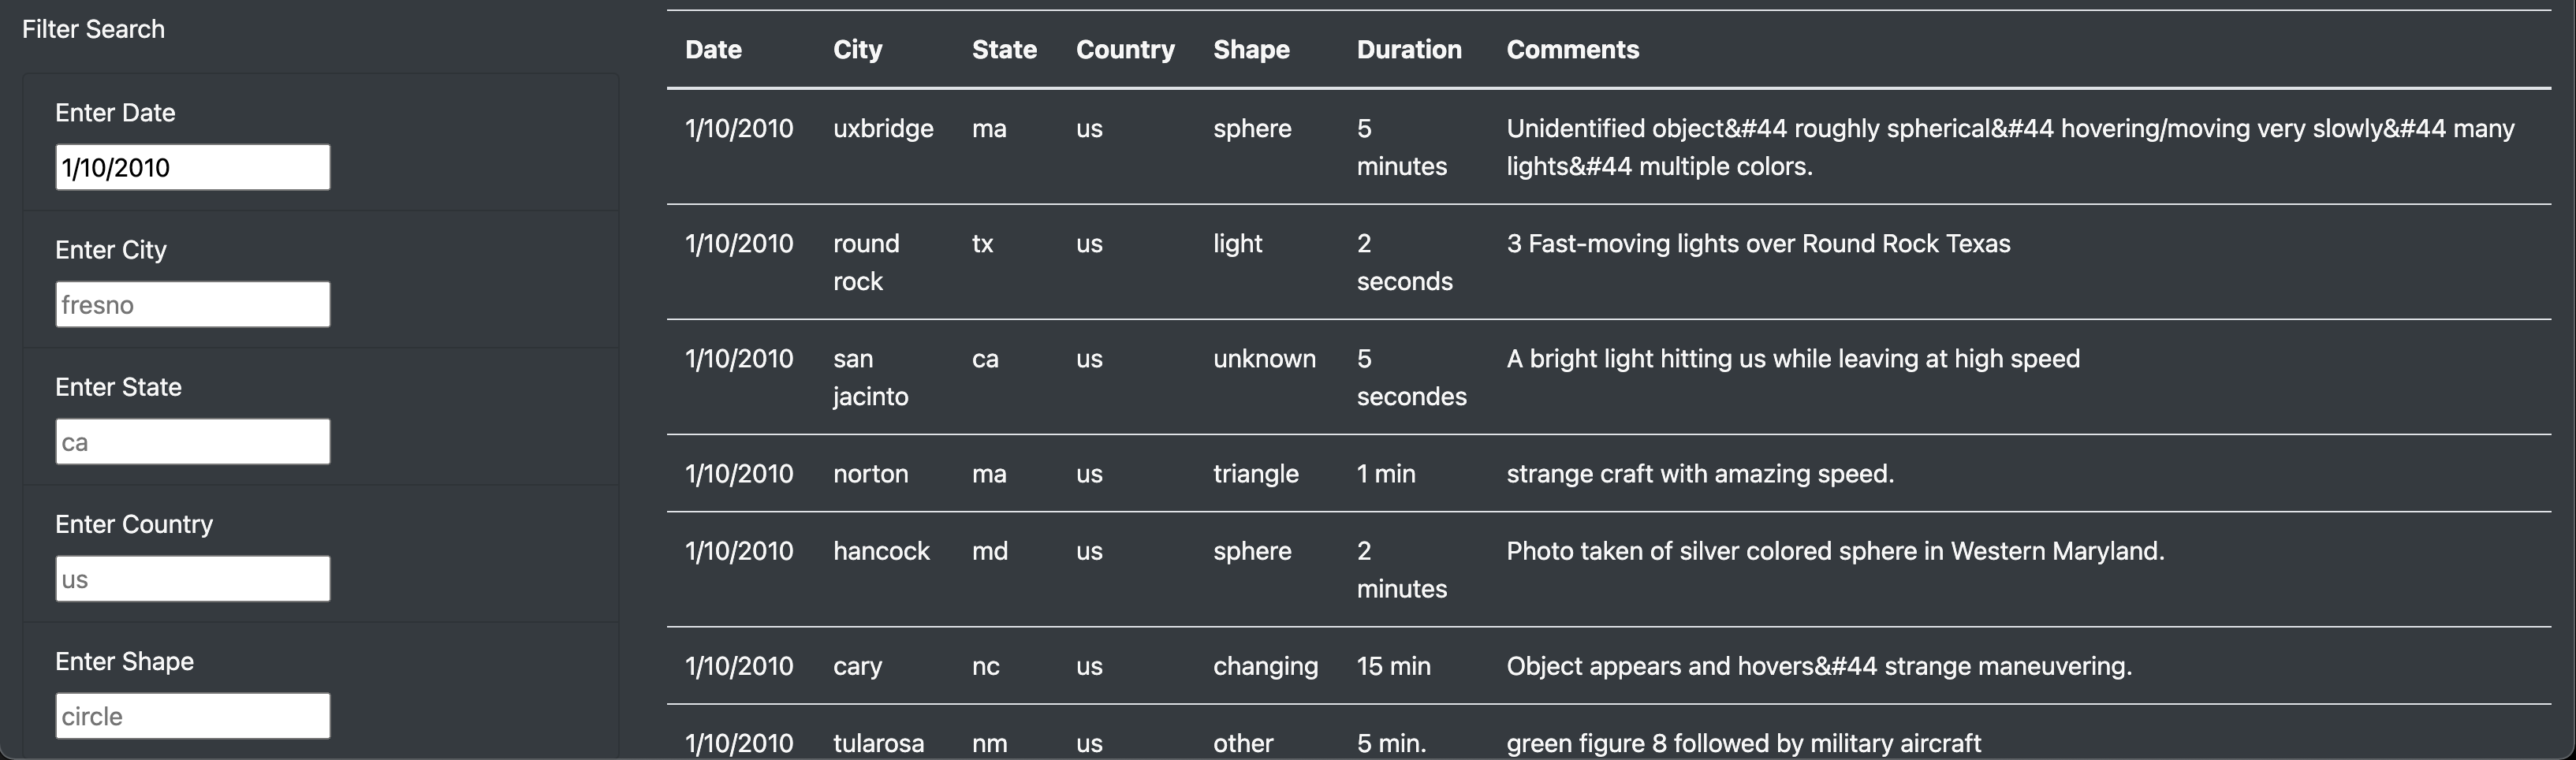 Filter Search
Enter Date
1/10/2010
Enter City
fresno
Enter State
ca
Enter Country
us
Enter Shape
circle
Date City State Country Shape Duration Comments
1/10/2010 uxbridge ma us sphere 5 Unidentified object&#44 roughly spherical&#44 hovering/moving very slowly&#44 many
minutes lights&#44 multiple colors.
1/10/2010 round tx us light 2 3 Fast-moving lights over Round Rock Texas
rock seconds
1/10/2010 san ca us unknown 5 A bright light hitting us while leaving at high speed
jacinto secondes
1/10/2010 norton ma us triangle 1 min strange craft with amazing speed.
1/10/2010 hancock md us sphere 2 Photo taken of silver colored sphere in Western Maryland.
minutes
1/10/2010 cary nc us changing 15 min Object appears and hovers&#44 strange maneuvering.
1/10/2010 tularosa nm us other 5 min. green figure 8 followed by military aircraft